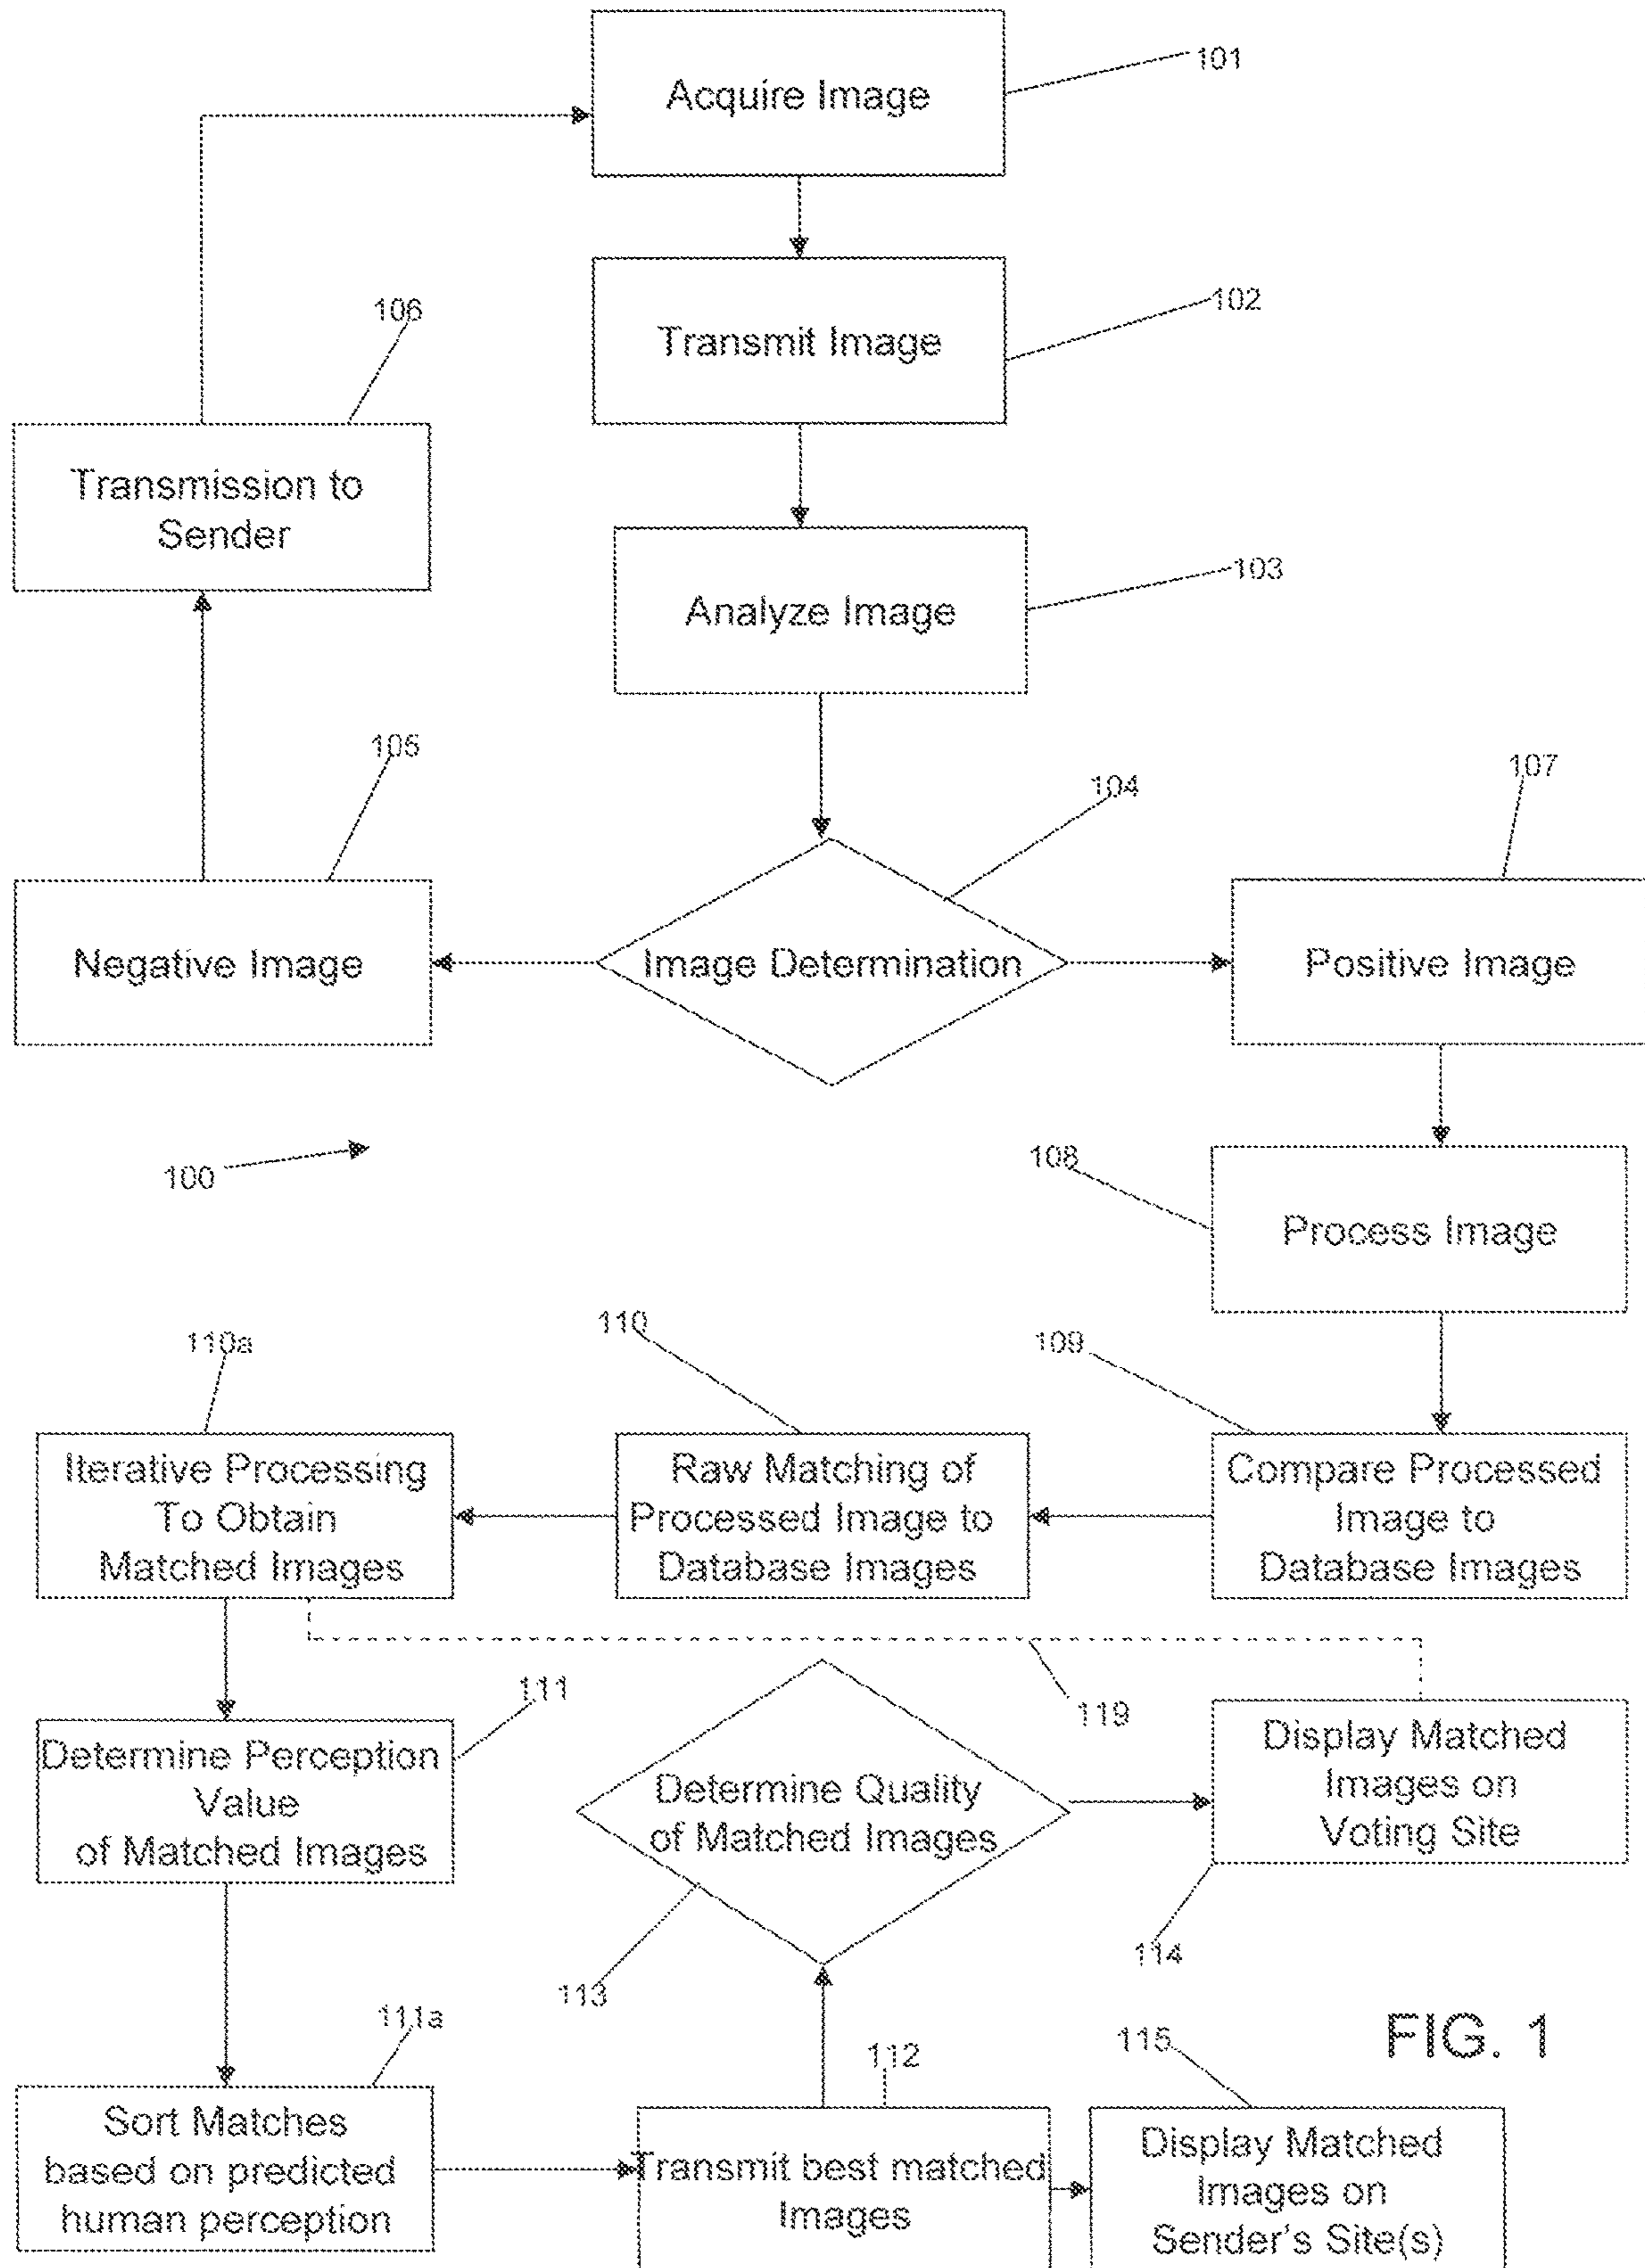 101
Acquire Image
102
Transmit Image
106
Transmission to
Sender
103
Analyze Image
105
104
107
Negative Image
Image Determination
Positive Image
100
108
Process Image
110a
110
109
Iterative Processing
To Obtain
Matched Images
Raw Matching of
Processed Image to
Database Images
Compare Processed
Image to
Database Images
111
119
Determine Perception
Value
of Matched Images
Determine Quality
of Matched Images
Display Matched
Images on
Voting Site
113
114
111a
112
115
FIG. 1
Sort Matches
based on predicted
human perception
Transmit best matched
Images
Display Matched
Images on
Sender's Site(s)